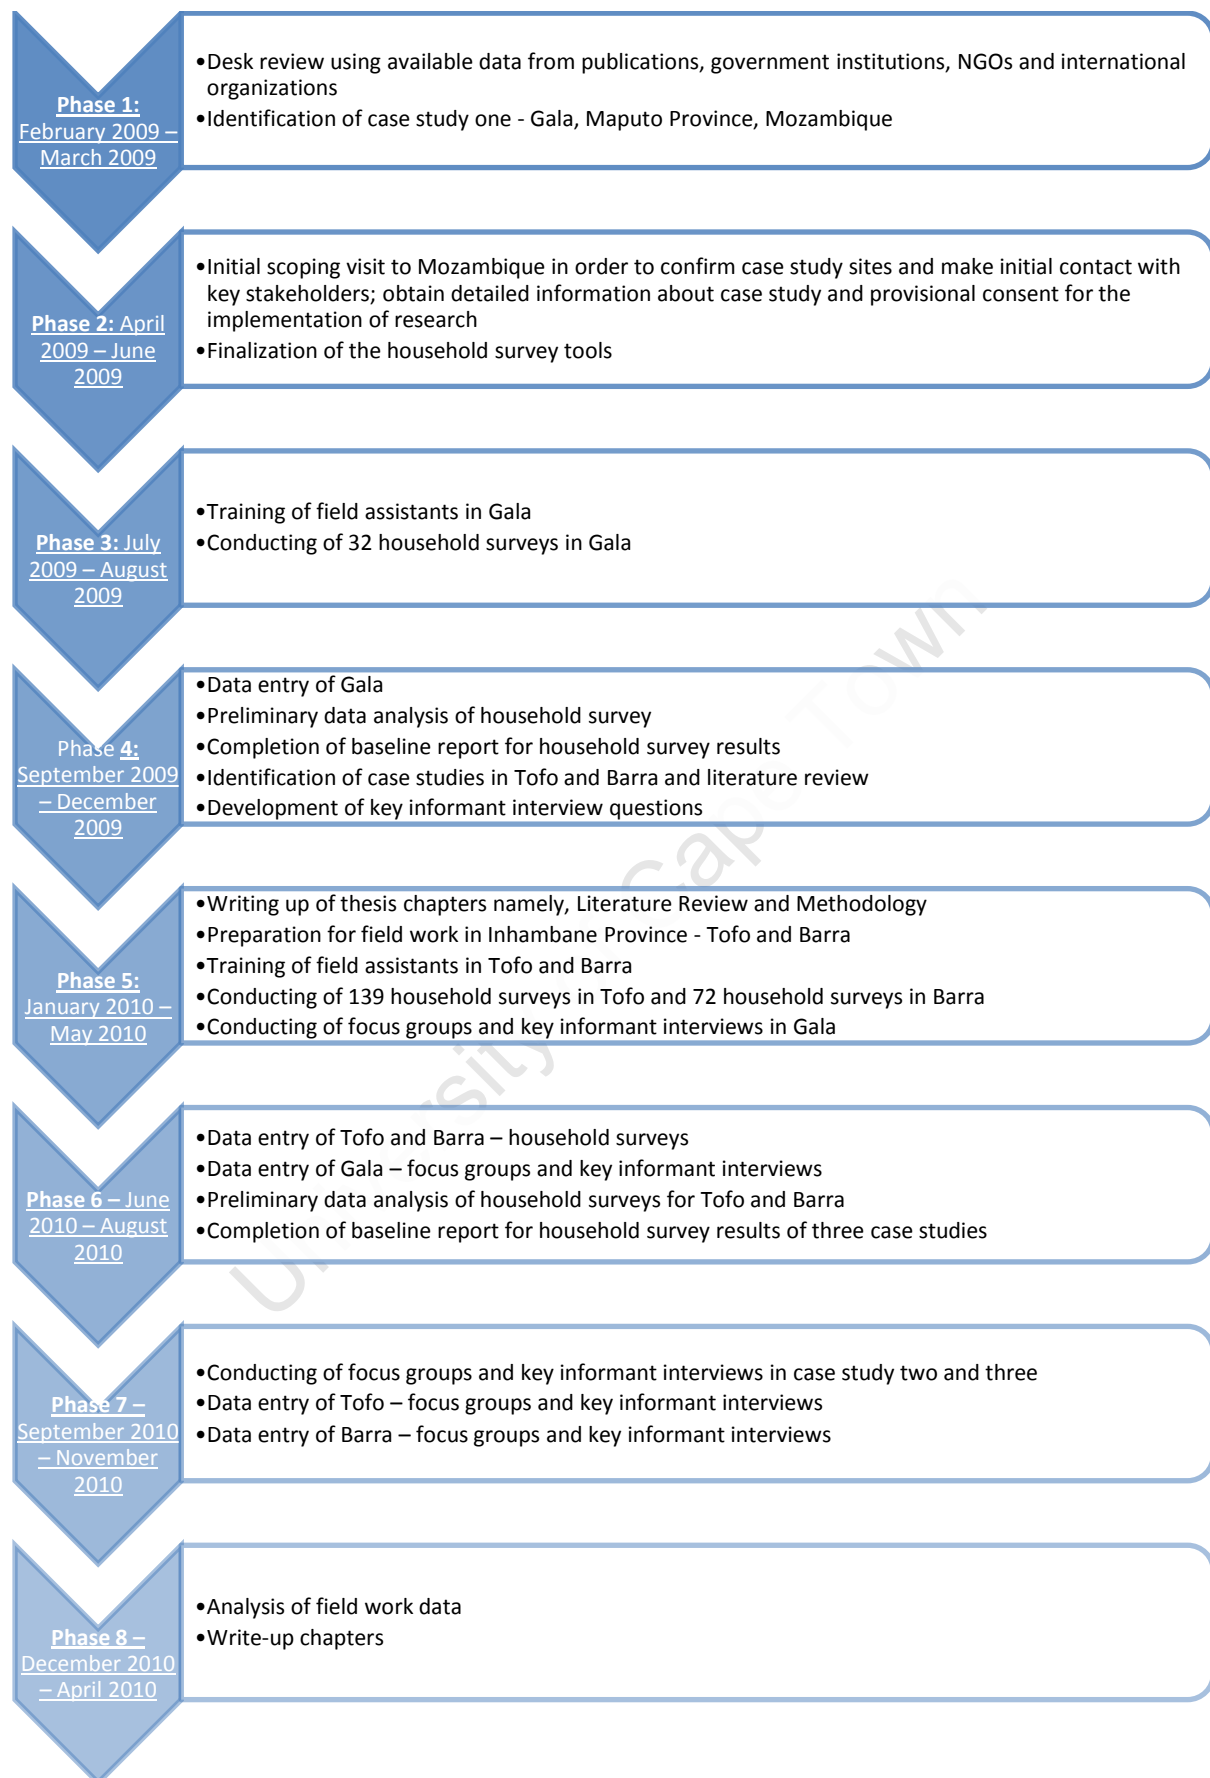 Phase 1:
February 2009 –
March 2009
•Desk review using available data from publications, government institutions, NGOs and international
organizations
•Identification of case study one - Gala, Maputo Province, Mozambique
Phase 2: April
2009 – June
2009
•Initial scoping visit to Mozambique in order to confirm case study sites and make initial contact with
key stakeholders; obtain detailed information about case study and provisional consent for the
implementation of research
•Finalization of the household survey tools
Phase 3: July
2009 – August
2009
•Training of field assistants in Gala
•Conducting of 32 household surveys in Gala
Phase 4:
September 2009
– December
2009
•Data entry of Gala
•Preliminary data analysis of household survey
•Completion of baseline report for household survey results
•Identification of case studies in Tofo and Barra and literature review
•Development of key informant interview questions
Phase 5:
January 2010 –
May 2010
•Writing up of thesis chapters namely, Literature Review and Methodology
•Preparation for field work in Inhambane Province - Tofo and Barra
•Training of field assistants in Tofo and Barra
•Conducting of 139 household surveys in Tofo and 72 household surveys in Barra
•Conducting of focus groups and key informant interviews in Gala
Phase 6 – June
2010 – August
2010
•Data entry of Tofo and Barra – household surveys
•Data entry of Gala – focus groups and key informant interviews
•Preliminary data analysis of household surveys for Tofo and Barra
•Completion of baseline report for household survey results of three case studies
Phase 7 –
September 2010
– November
2010
•Conducting of focus groups and key informant interviews in case study two and three
•Data entry of Tofo – focus groups and key informant interviews
•Data entry of Barra – focus groups and key informant interviews
Phase 8 –
December 2010
– April 2010
•Analysis of field work data
•Write-up chapters
University of Cape Town